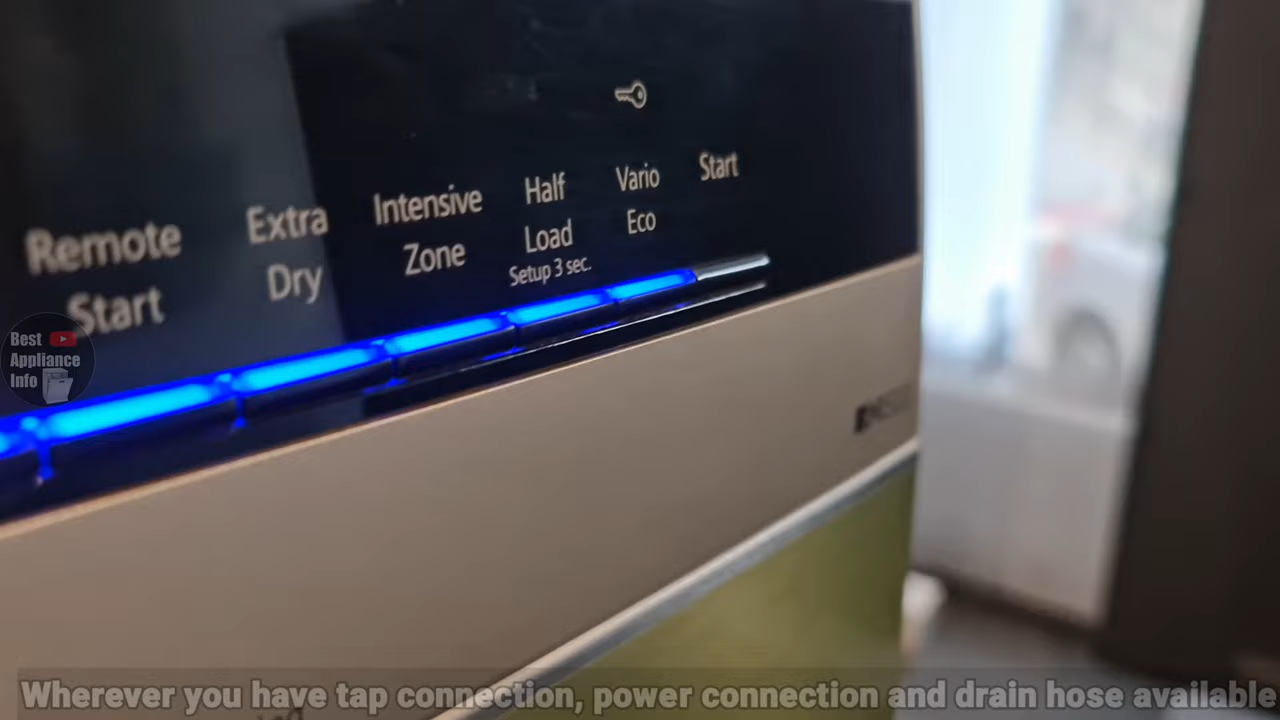 Remote
Start
Extra
Dry
Intensive
Zone
Half
Load
Setup 3 sec.
Vario
Eco
Start
Best
Appliance
Info
Wherever you have tap connection, power connection and drain hose available